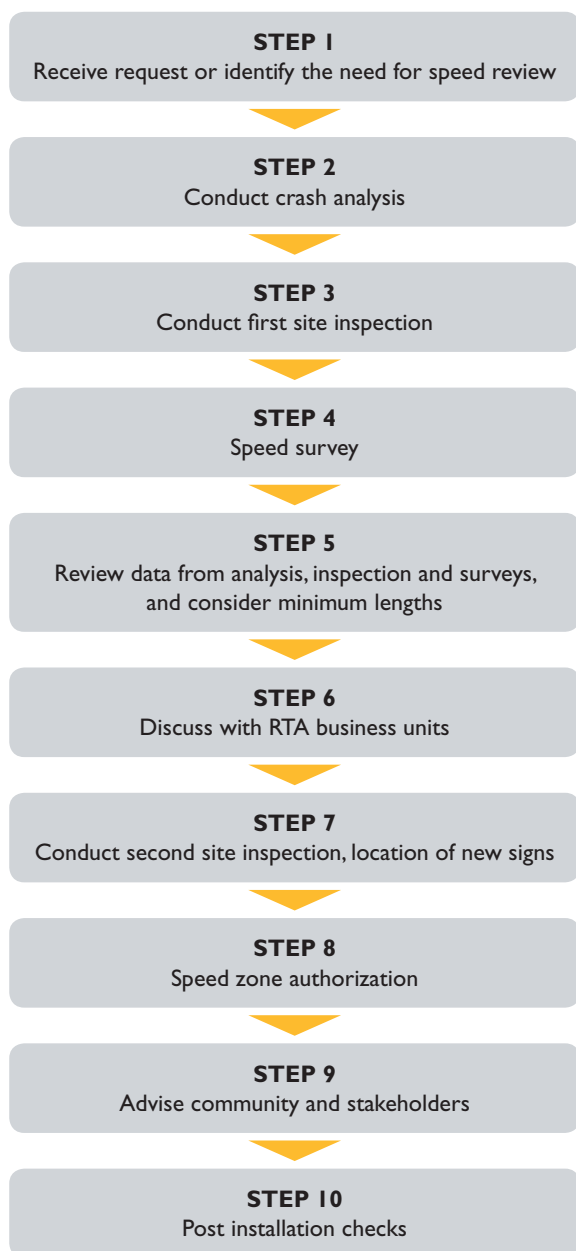 STEP 1
Receive request or identify the need for speed review
STEP 2
Conduct crash analysis
STEP 3
Conduct first site inspection
STEP 4
Speed survey
STEP 5
Review data from analysis, inspection and surveys,
and consider minimum lengths
STEP 6
Discuss with RTA business units
STEP 7
Conduct second site inspection, location of new signs
STEP 8
Speed zone authorization
STEP 9
Advise community and stakeholders
STEP 10
Post installation checks